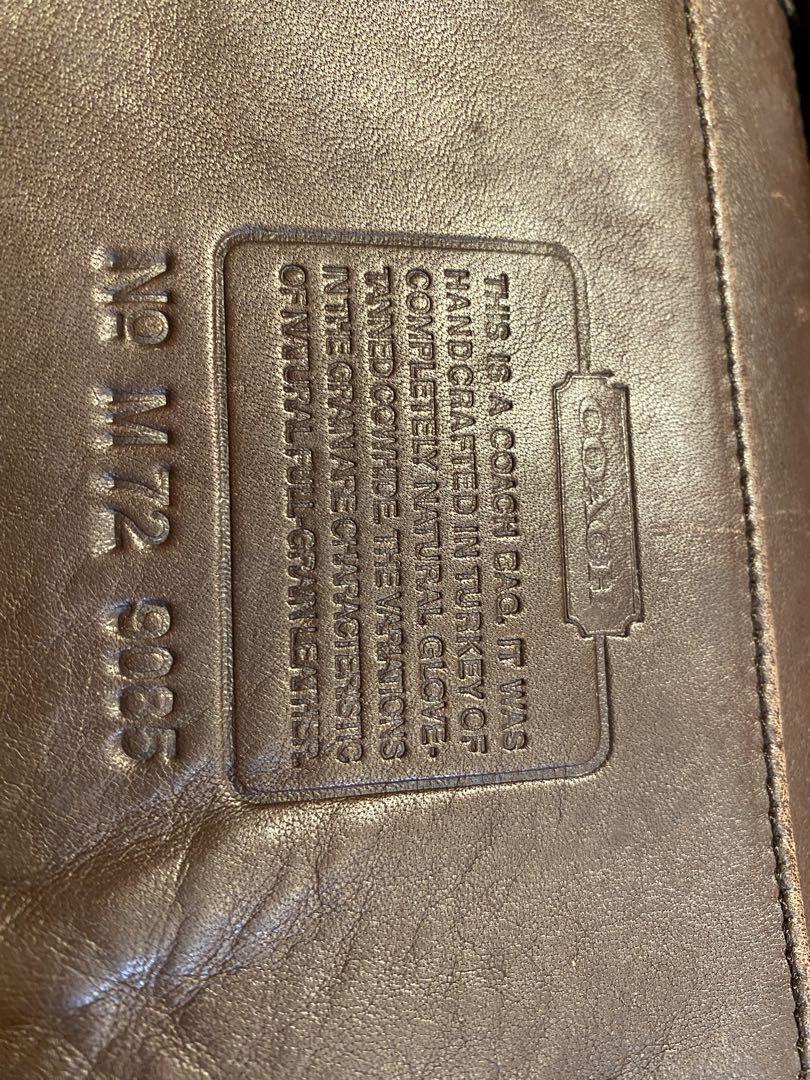 COACH
THIS IS A COACH BAG. IT WAS
HANDCRAFTED IN TURKEY OF
COMPLETELY NATURAL GLOVE-
TANNED COWHIDE. THE VARIATIONS
IN THE GRAIN ARE CHARACTERISTIC
OF NATURAL FULL-GRAIN LEATHER.
Nº M72 9085